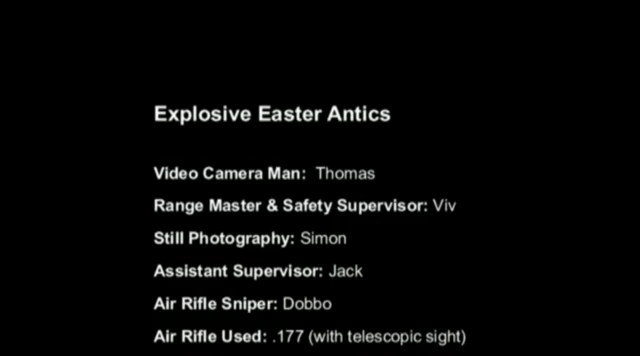 Explosive Easter Antics
Video Camera Man: Thomas
Range Master & Safety Supervisor: Viv
Still Photography: Simon
Assistant Supervisor: Jack
Air Rifle Sniper: Dobbo
Air Rifle Used: .177 (with telescopic sight)